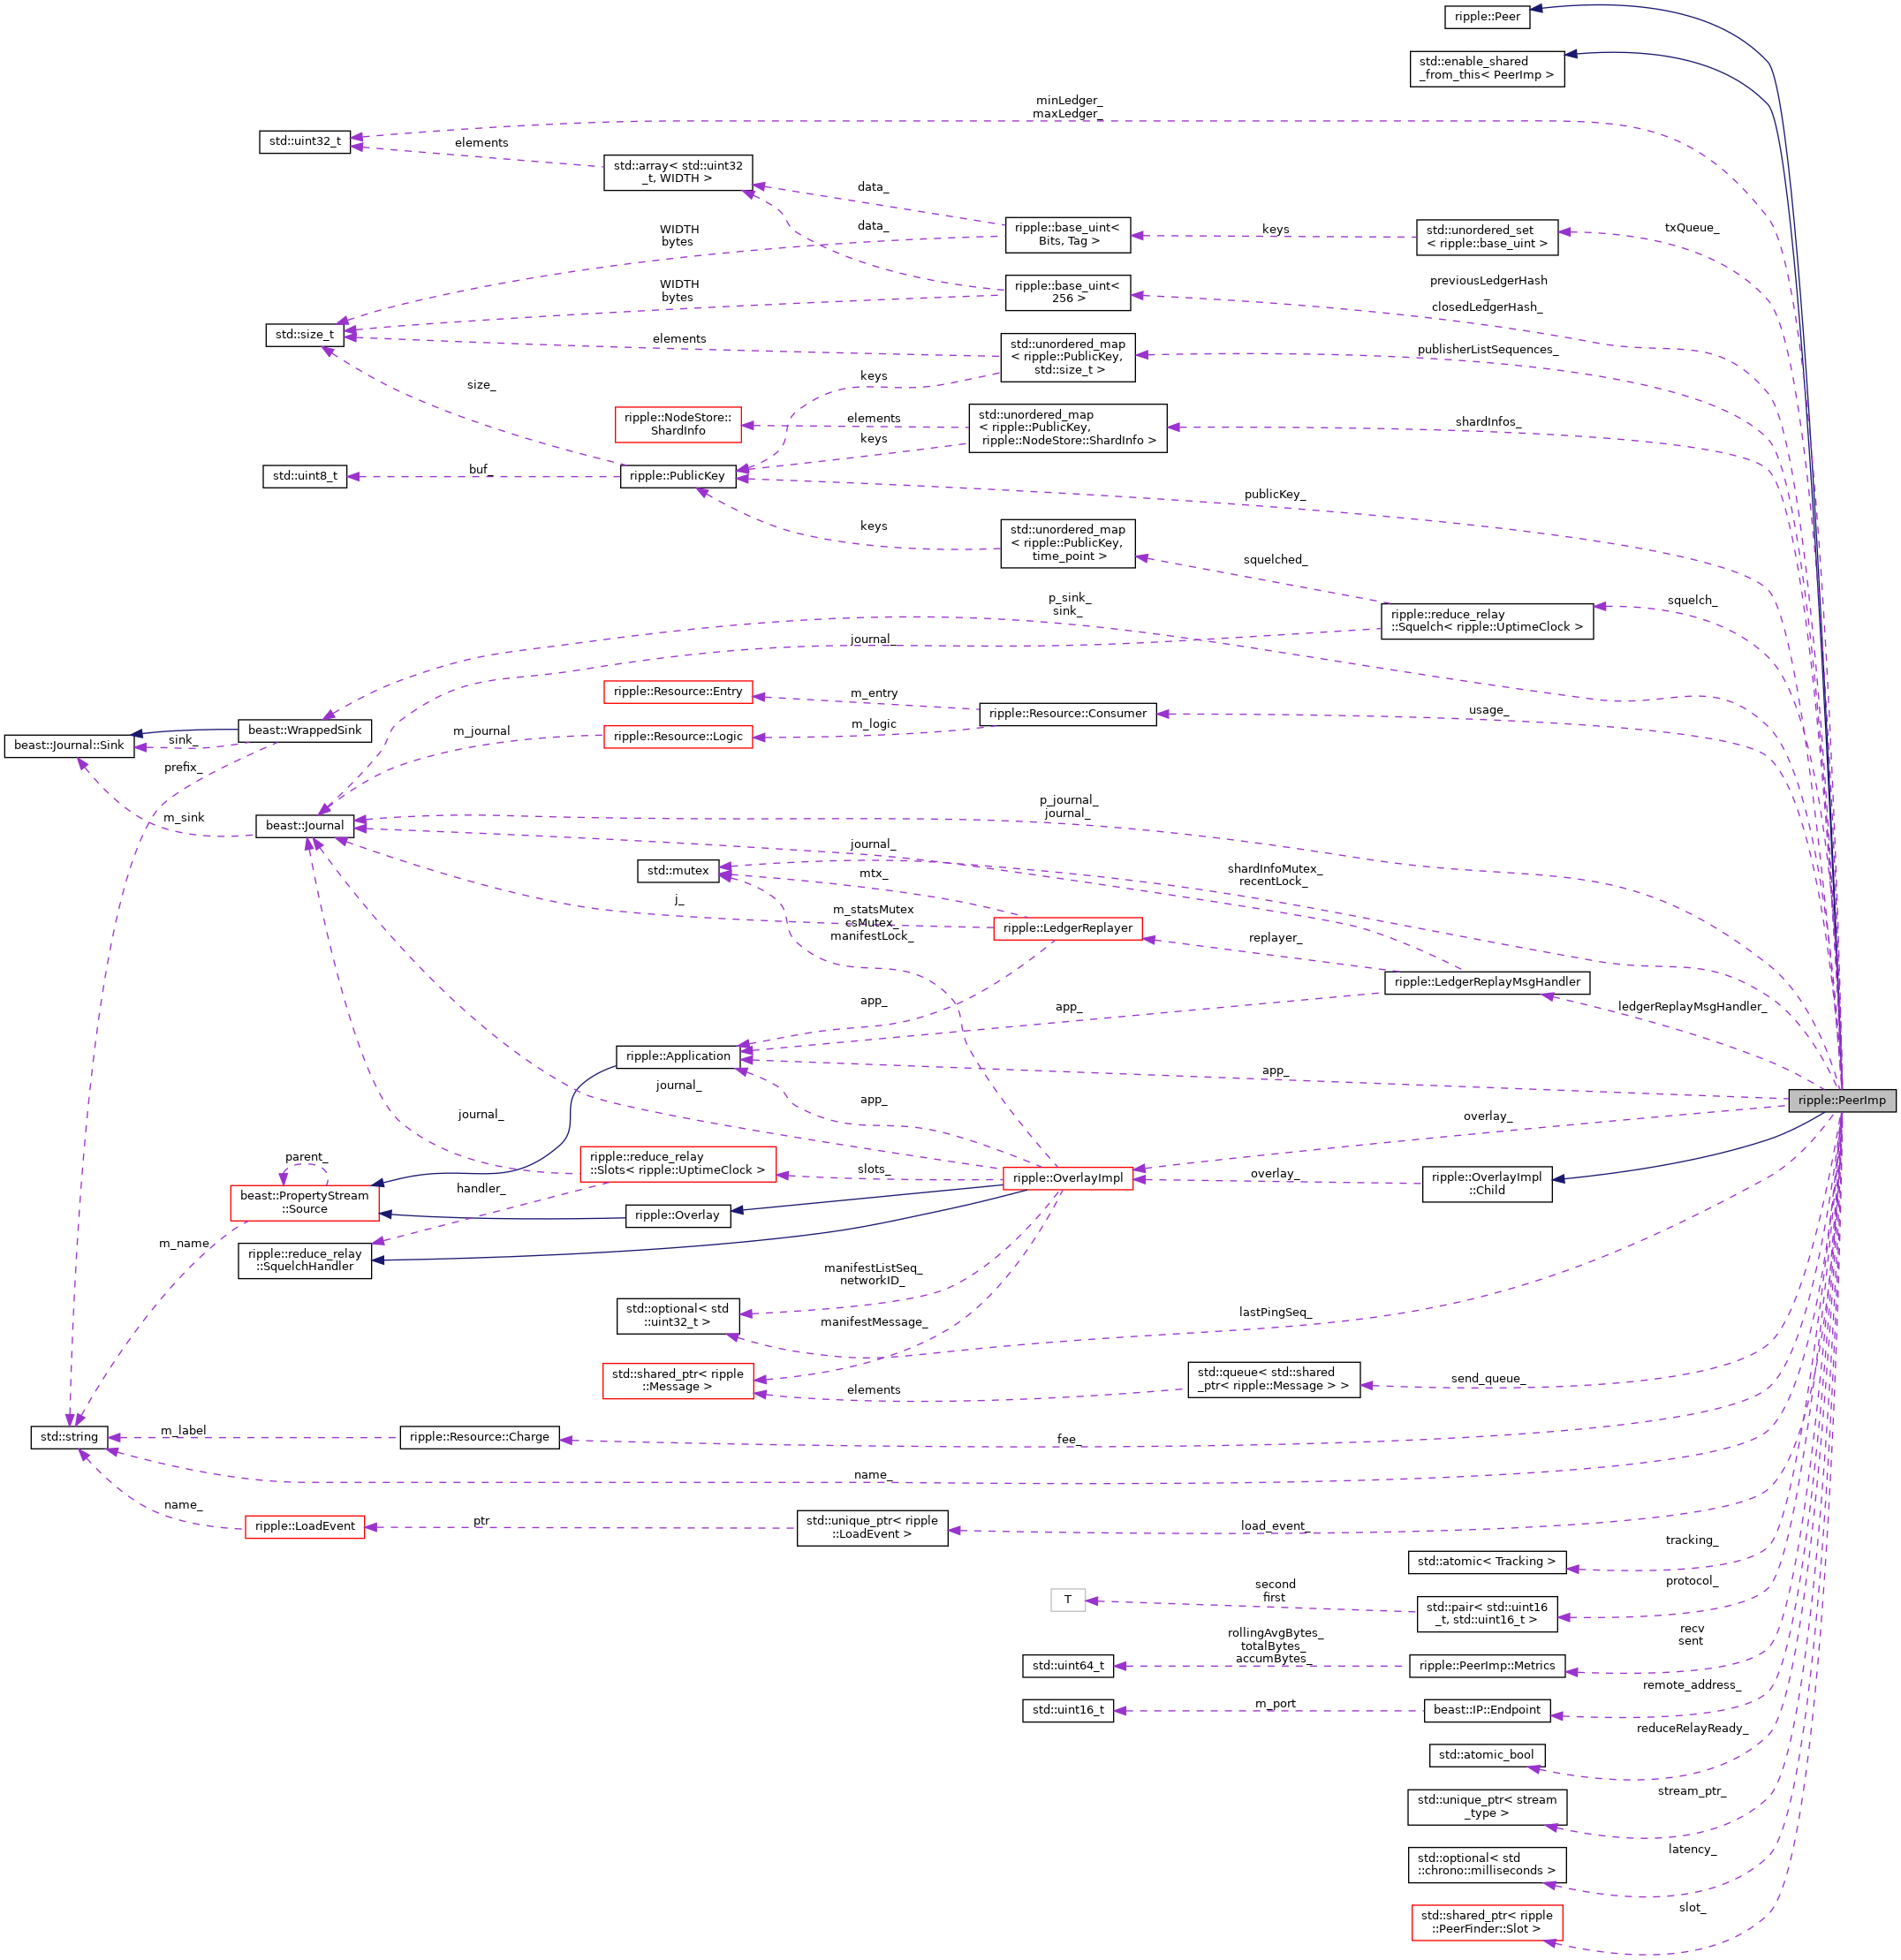 ripple::Peer
std::enable_shared
_from_this< PeerImp >
minLedger_
maxLedger_
std::uint32_t
elements
std::array< std::uint32
_t, WIDTH >
data_
data_
WIDTH
bytes
ripple::base_uint<
Bits, Tag >
keys
std::unordered_set
< ripple::base_uint >
txQueue_
WIDTH
bytes
ripple::base_uint<
256 >
previousLedgerHash
_
closedLedgerHash_
std::size_t
elements
std::unordered_map
< ripple::PublicKey,
std::size_t >
publisherListSequences_
size_
keys
ripple::NodeStore::
ShardInfo
elements
keys
std::unordered_map
< ripple::PublicKey,
ripple::NodeStore::ShardInfo >
shardInfos_
std::uint8_t
buf_
ripple::PublicKey
publicKey_
keys
std::unordered_map
< ripple::PublicKey,
time_point >
squelched_
p_sink_
sink_
squelch_
ripple::reduce_relay
::Squelch< ripple::UptimeClock >
journal_
ripple::Resource::Entry
m_entry
ripple::Resource::Consumer
usage_
m_logic
ripple::Resource::Logic
m_journal
beast::WrappedSink
beast::Journal::Sink
sink_
prefix_
m_sink
beast::Journal
p_journal_
journal_
journal_
std::mutex
mtx_
shardInfoMutex_
recentLock_
j_
m_statsMutex
csMutex_
manifestLock_
ripple::LedgerReplayer
replayer_
ripple::LedgerReplayMsgHandler
ledgerReplayMsgHandler_
app_
app_
ripple::Application
app_
ripple::PeerImp
journal_
app_
journal_
overlay_
parent_
ripple::reduce_relay
::Slots< ripple::UptimeClock >
slots_
ripple::OverlayImpl
overlay_
ripple::OverlayImpl
::Child
handler_
beast::PropertyStream
::Source
ripple::Overlay
m_name
ripple::reduce_relay
::SquelchHandler
manifestListSeq_
networkID_
std::optional< std
::uint32_t >
lastPingSeq_
manifestMessage_
std::shared_ptr< ripple
::Message >
elements
std::queue< std::shared
_ptr< ripple::Message > >
send_queue_
std::string
m_label
ripple::Resource::Charge
fee_
name_
name_
ripple::LoadEvent
ptr
std::unique_ptr< ripple
::LoadEvent >
load_event_
tracking_
std::atomic< Tracking >
T
second
first
protocol_
std::pair< std::uint16
_t, std::uint16_t >
rollingAvgBytes_
totalBytes_
accumBytes_
recv
sent
std::uint64_t
ripple::PeerImp::Metrics
remote_address_
std::uint16_t
m_port
beast::IP::Endpoint
reduceRelayReady_
std::atomic_bool
stream_ptr_
std::unique_ptr< stream
_type >
latency_
std::optional< std
::chrono::milliseconds >
slot_
std::shared_ptr< ripple
::PeerFinder::Slot >